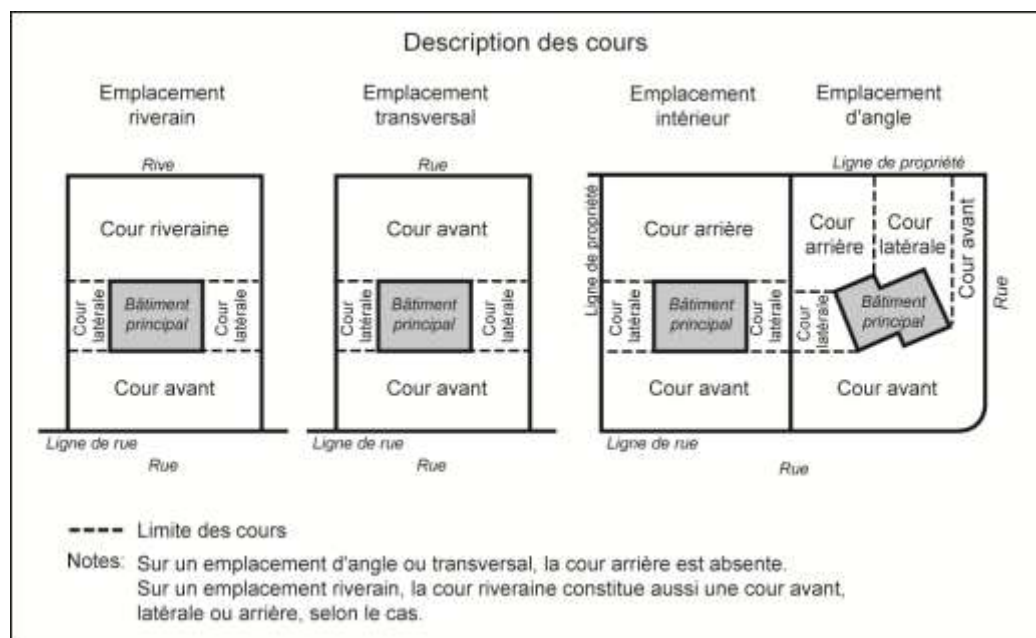 Description des cours
Emplacement
riverain
Rive
Cour riveraine
Cour
latérale
Bâtiment
principal
Cour
latérale
Cour avant
Ligne de rue
Rue
Emplacement
transversal
Rue
Cour avant
Cour
latérale
Bâtiment
principal
Cour
latérale
Cour avant
Ligne de rue
Rue
Emplacement
intérieur
Ligne de propriété
Cour arrière
Cour
latérale
Bâtiment
principal
Cour
latérale
Cour avant
Ligne de rue
Emplacement
d'angle
Ligne de propriété
Cour
arrière
Cour
latérale
Cour avant
Rue
Cour
latérale
Bâtiment
principal
Cour avant
Rue
Limite des cours
Notes: Sur un emplacement d'angle ou transversal, la cour arrière est absente.
Sur un emplacement riverain, la cour riveraine constitue aussi une cour avant,
latérale ou arrière, selon le cas.